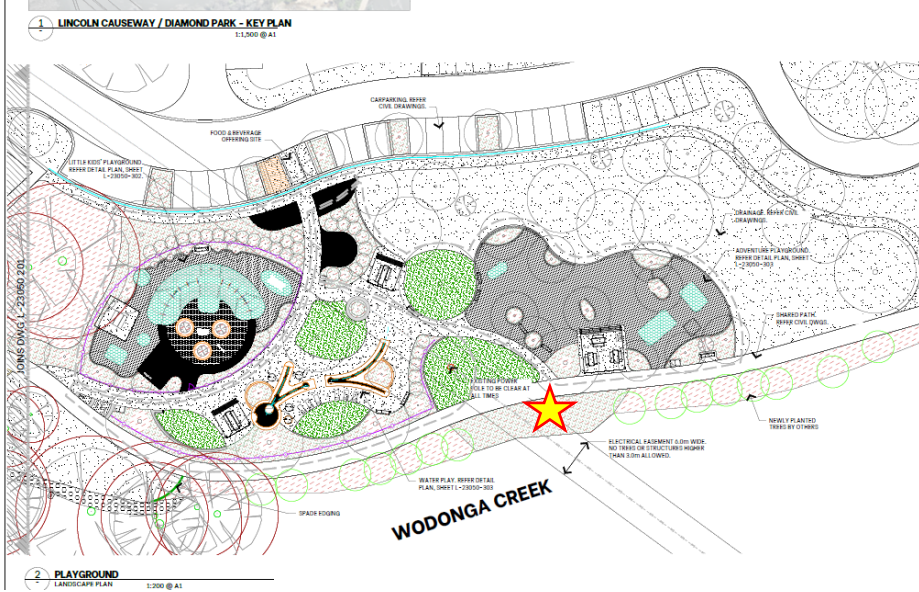 1
LINCOLN CAUSEWAY / DIAMOND PARK - KEY PLAN
1:1,500 @ A1
CARPARKING, REFER
CIVIL DRAWINGS.
FOOD & BEVERAGE
OFFERING SITE
LITTLE KIDS' PLAYGROUND
REFER DETAIL PLAN, SHEET
L-23050-302.
DRAINAGE, REFER CIVIL
DRAWINGS.
ADVENTURE PLAYGROUND.
REFER DETAIL PLAN, SHEET
L-23050-303
JOINS DWG L-23050 201
SHARED PATH.
REFER CIVIL DWGS.
EXISTING POWER
POLE TO BE CLEAR AT
ALL TIMES
NEWLY PLANTED
TREES BY OTHERS
ELECTRICAL EASEMENT 6.0m WIDE.
NO TREES OR STRUCTURES HIGHER
THAN 3.0m ALLOWED.
WATER PLAY, REFER DETAIL
PLAN, SHEET L-23050-303
WODONGA CREEK
SPADE EDGING
2
PLAYGROUND
LANDSCAPE PLAN
1:200 @ A1